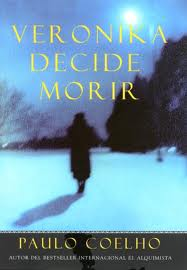 VERONIKA
DECIDE
MORIR
PAULO COELHO
AUTOR DEL BESTSELLER INTERNACIONAL EL ALQUIMISTA